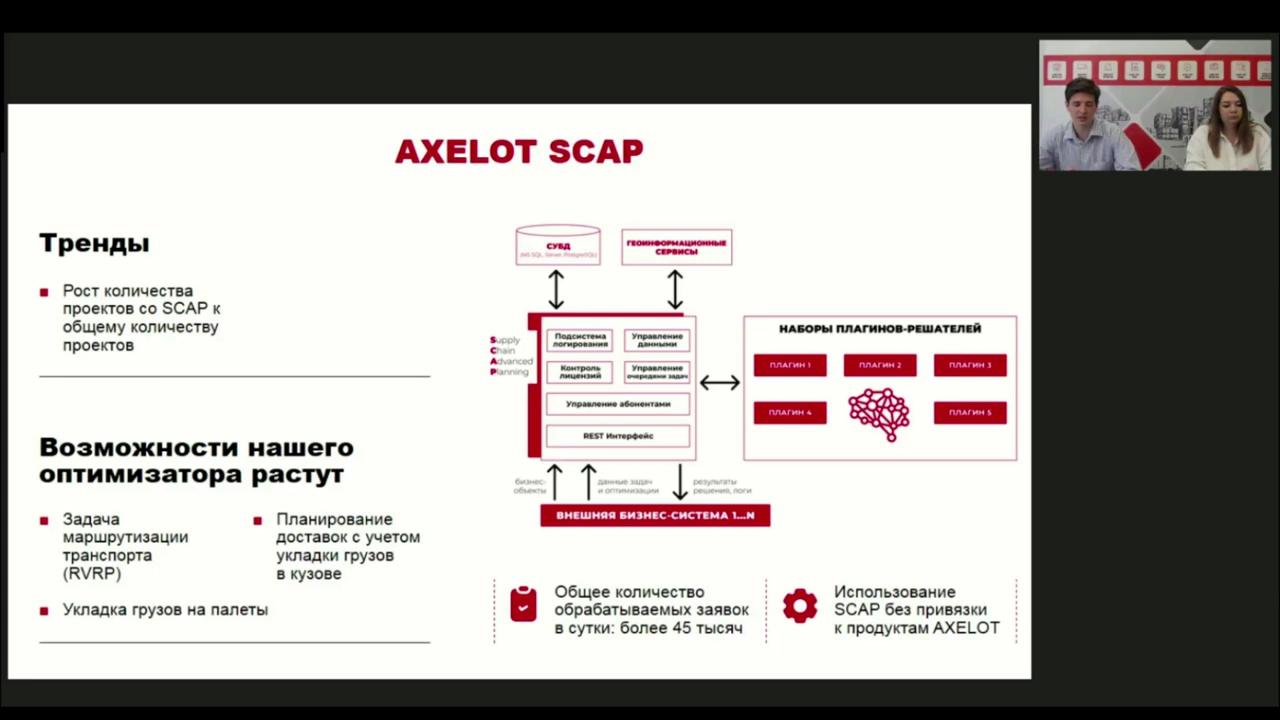 AXELOT SCAP
Тренды
Рост количества
проектов со SCAP к
общему количеству
проектов
Возможности нашего
оптимизатора растут
Задача
маршрутизации
транспорта
(RVRP)
Планирование
доставок с учетом
укладки грузов
в кузове
Укладка грузов на палеты
СУБД
(MS SQL, Server, PostgreSQL)
ГЕОИНФОРМАЦИОННЫЕ
СЕРВИСЫ
Supply
Chain
Advanced
Planning
Подсистема
логирования
Управление
данными
Контроль
лицензий
Управление
очередями задач
Управление абонентами
REST Интерфейс
НАБОРЫ ПЛАГИНОВ-РЕШАТЕЛЕЙ
ПЛАГИН 1
ПЛАГИН 2
ПЛАГИН 3
ПЛАГИН 4
ПЛАГИН 5
бизнес-
объекты
данные задач
и оптимизации
результаты
решения, логи
ВНЕШНЯЯ БИЗНЕС-СИСТЕМА 1...N
Общее количество
обрабатываемых заявок
в сутки: более 45 тысяч
Использование
SCAP без привязки
к продуктам AXELOT